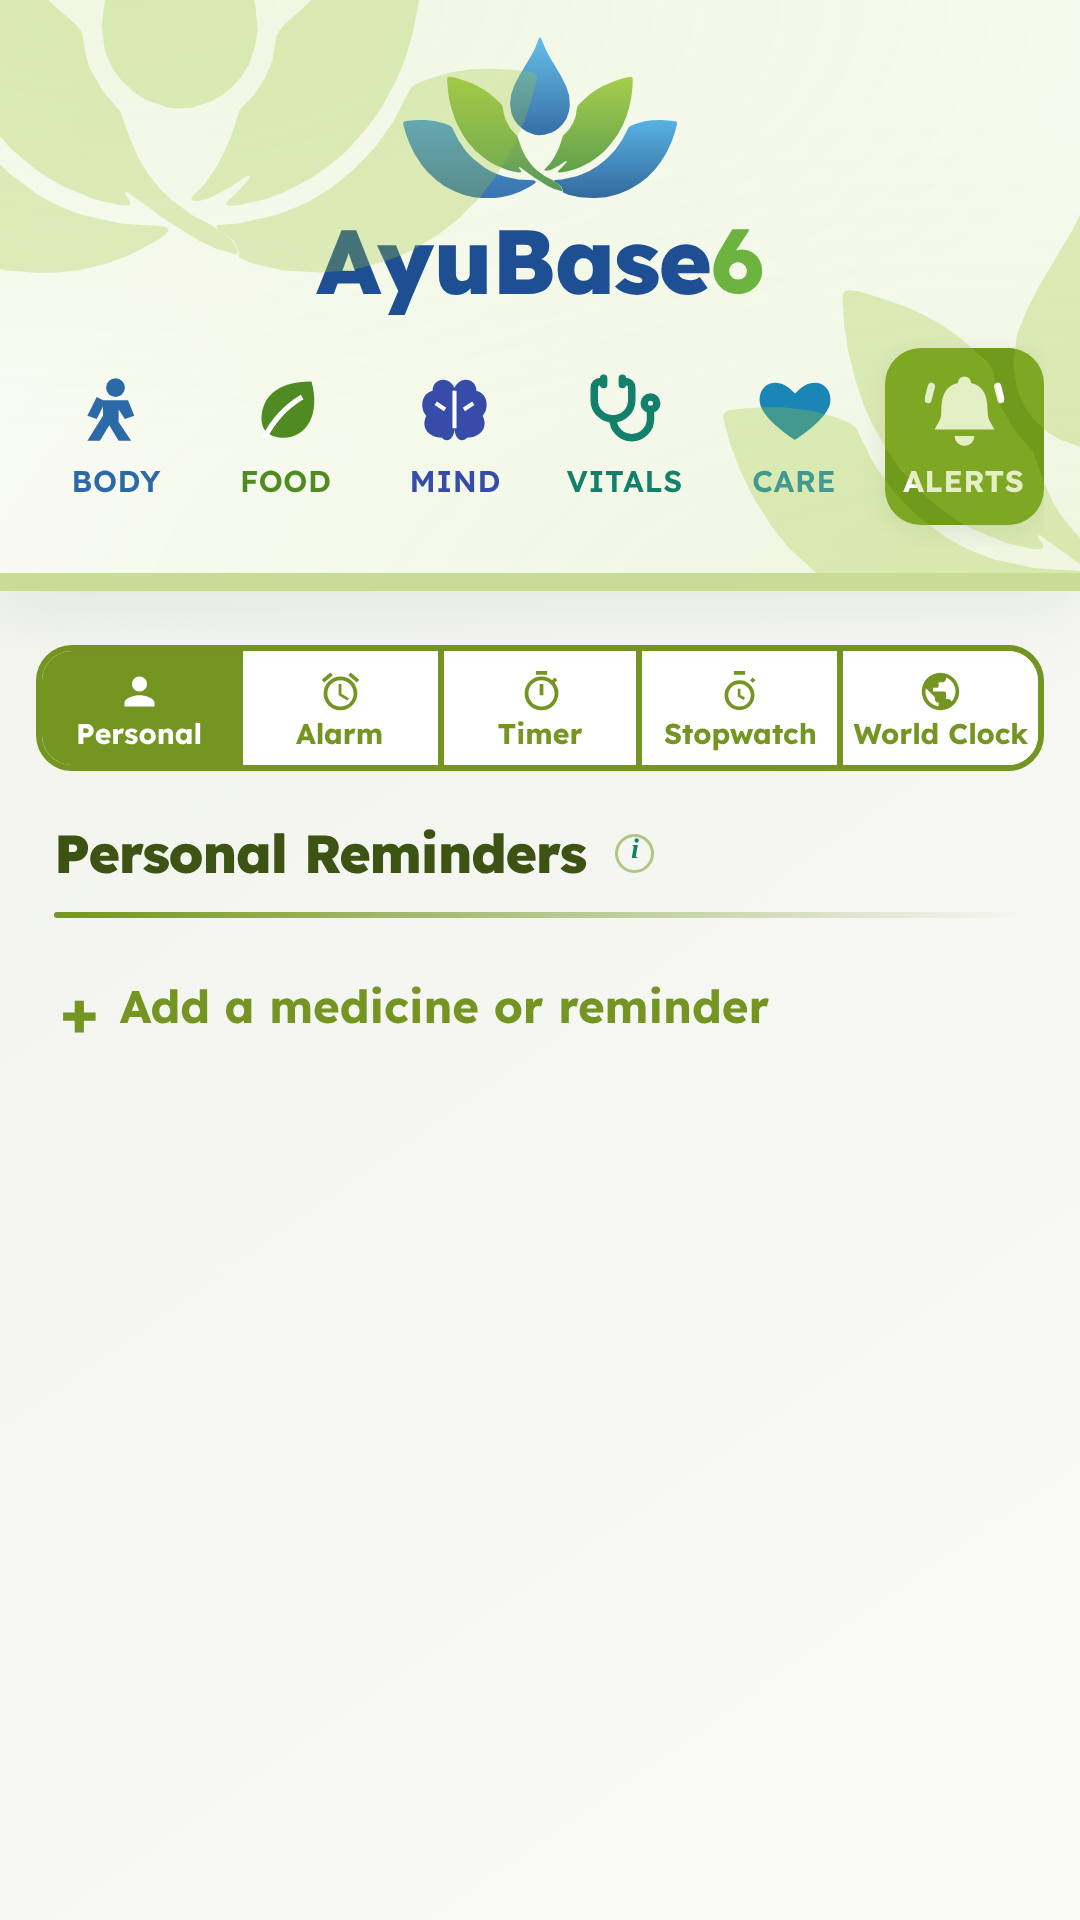 AyuBase6
BODY FOOD MIND VITALS CARE ALERTS
Personal Alarm Timer Stopwatch World Clock
Personal Reminders i
+ Add a medicine or reminder